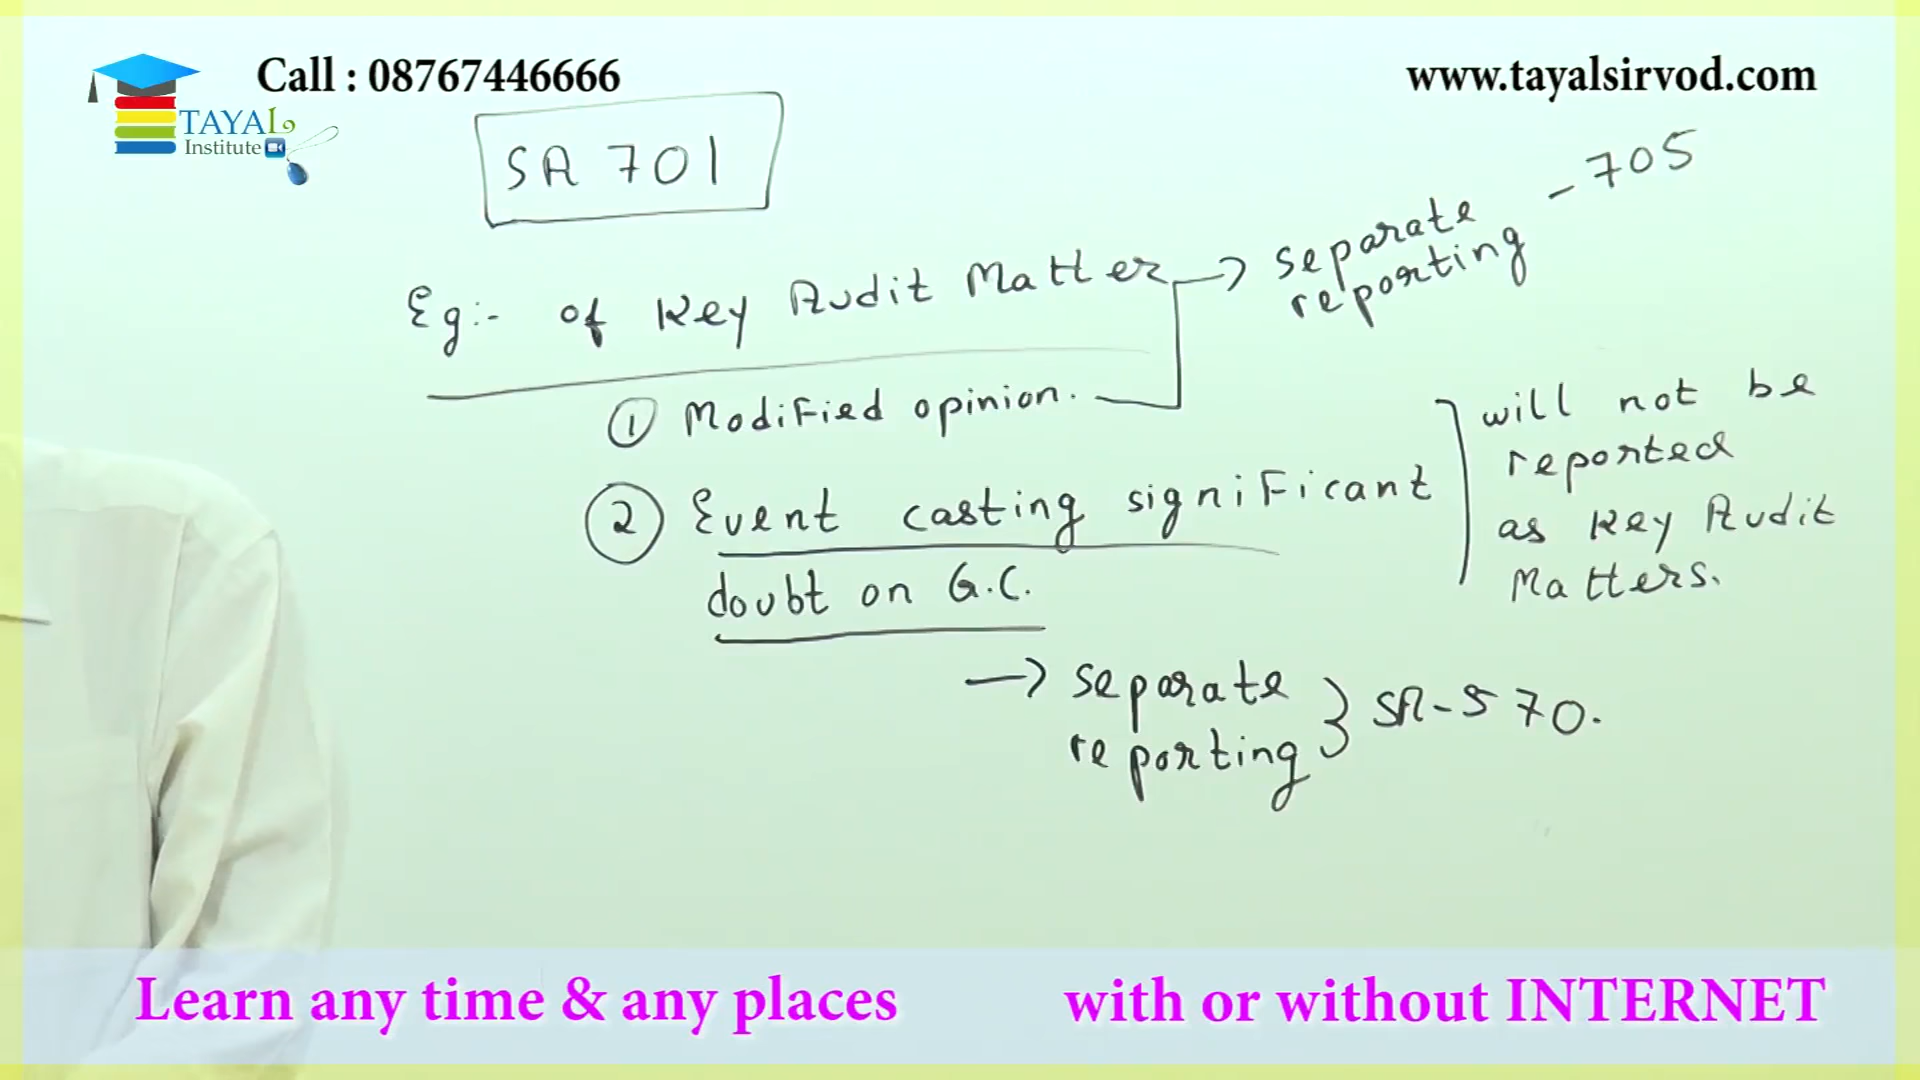 Call : 08767446666
www.tayalsirvod.com
TAYAL
Institute
SA 701
Eg:- of Key Audit Matter → separate reporting - 705
① Modified opinion.
② Event casting significant
doubt on G.C.
will not be
reported
as Key Audit
Matters.
→ separate
reporting } SA-570.
Learn any time & any places
with or without INTERNET